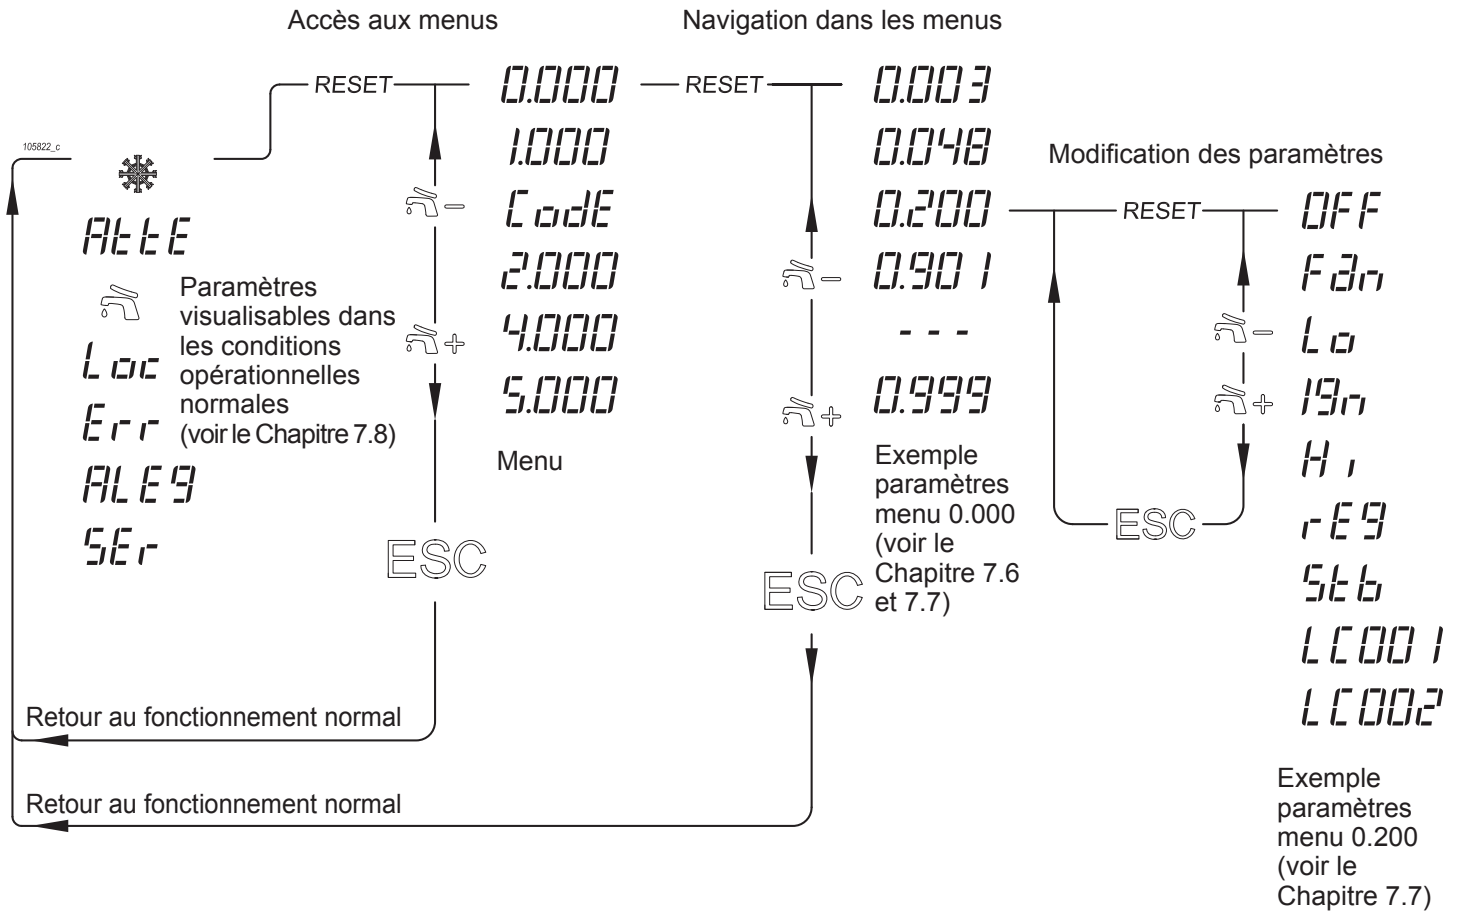 Accès aux menus
Navigation dans les menus
Modification des paramètres
105822_c
RESET
RESET
RESET
AttE
Loc
Err
ALEg
SEr
Paramètres
visualisables dans
les conditions
opérationnelles
normales
(voir le Chapitre 7.8)
-
+
ESC
0.000
1.000
CodE
2.000
4.000
5.000
Menu
-
+
ESC
0.003
0.048
0.200
0.901
- - -
0.999
Exemple
paramètres
menu 0.000
(voir le
Chapitre 7.6
et 7.7)
-
+
ESC
OFF
Fan
Lo
Ign
Hi
rEg
Stb
LC001
LC002
Exemple
paramètres
menu 0.200
(voir le
Chapitre 7.7)
Retour au fonctionnement normal
Retour au fonctionnement normal